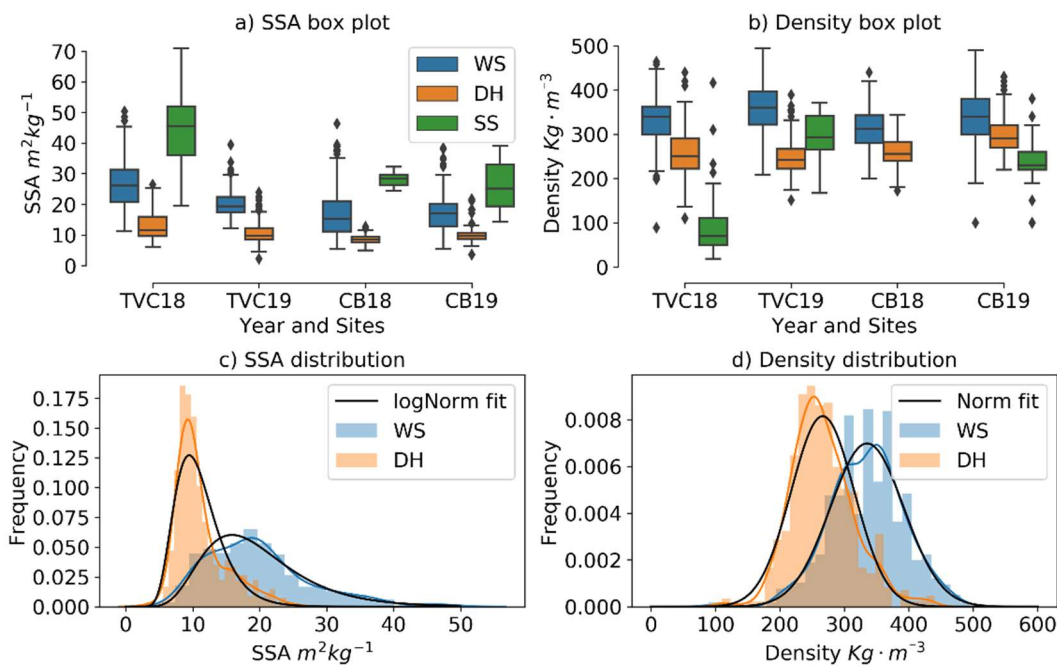 a) SSA box plot
70
60
50
40
30
20
10
0
SSA m²kg⁻¹
WS
DH
SS
TVC18 TVC19 CB18 CB19
Year and Sites
b) Density box plot
500
400
300
200
100
0
Density Kg · m⁻³
TVC18 TVC19 CB18 CB19
Year and Sites
c) SSA distribution
0.175
0.150
0.125
0.100
0.075
0.050
0.025
0.000
Frequency
logNorm fit
WS
DH
0 10 20 30 40 50
SSA m²kg⁻¹
d) Density distribution
0.008
0.006
0.004
0.002
0.000
Frequency
Norm fit
WS
DH
0 100 200 300 400 500 600
Density Kg · m⁻³